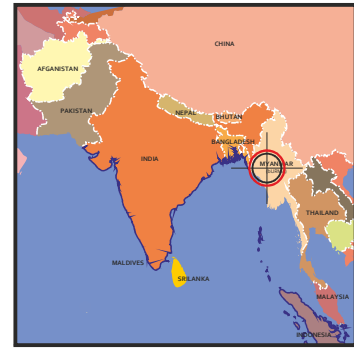 CHINA
AFGANISTAN
PAKISTAN
NEPAL
BHUTAN
BANGLADESH
INDIA
MYANMAR
THAILAND
MALDIVES
SRILANKA
MALAYSIA
INDONESIA